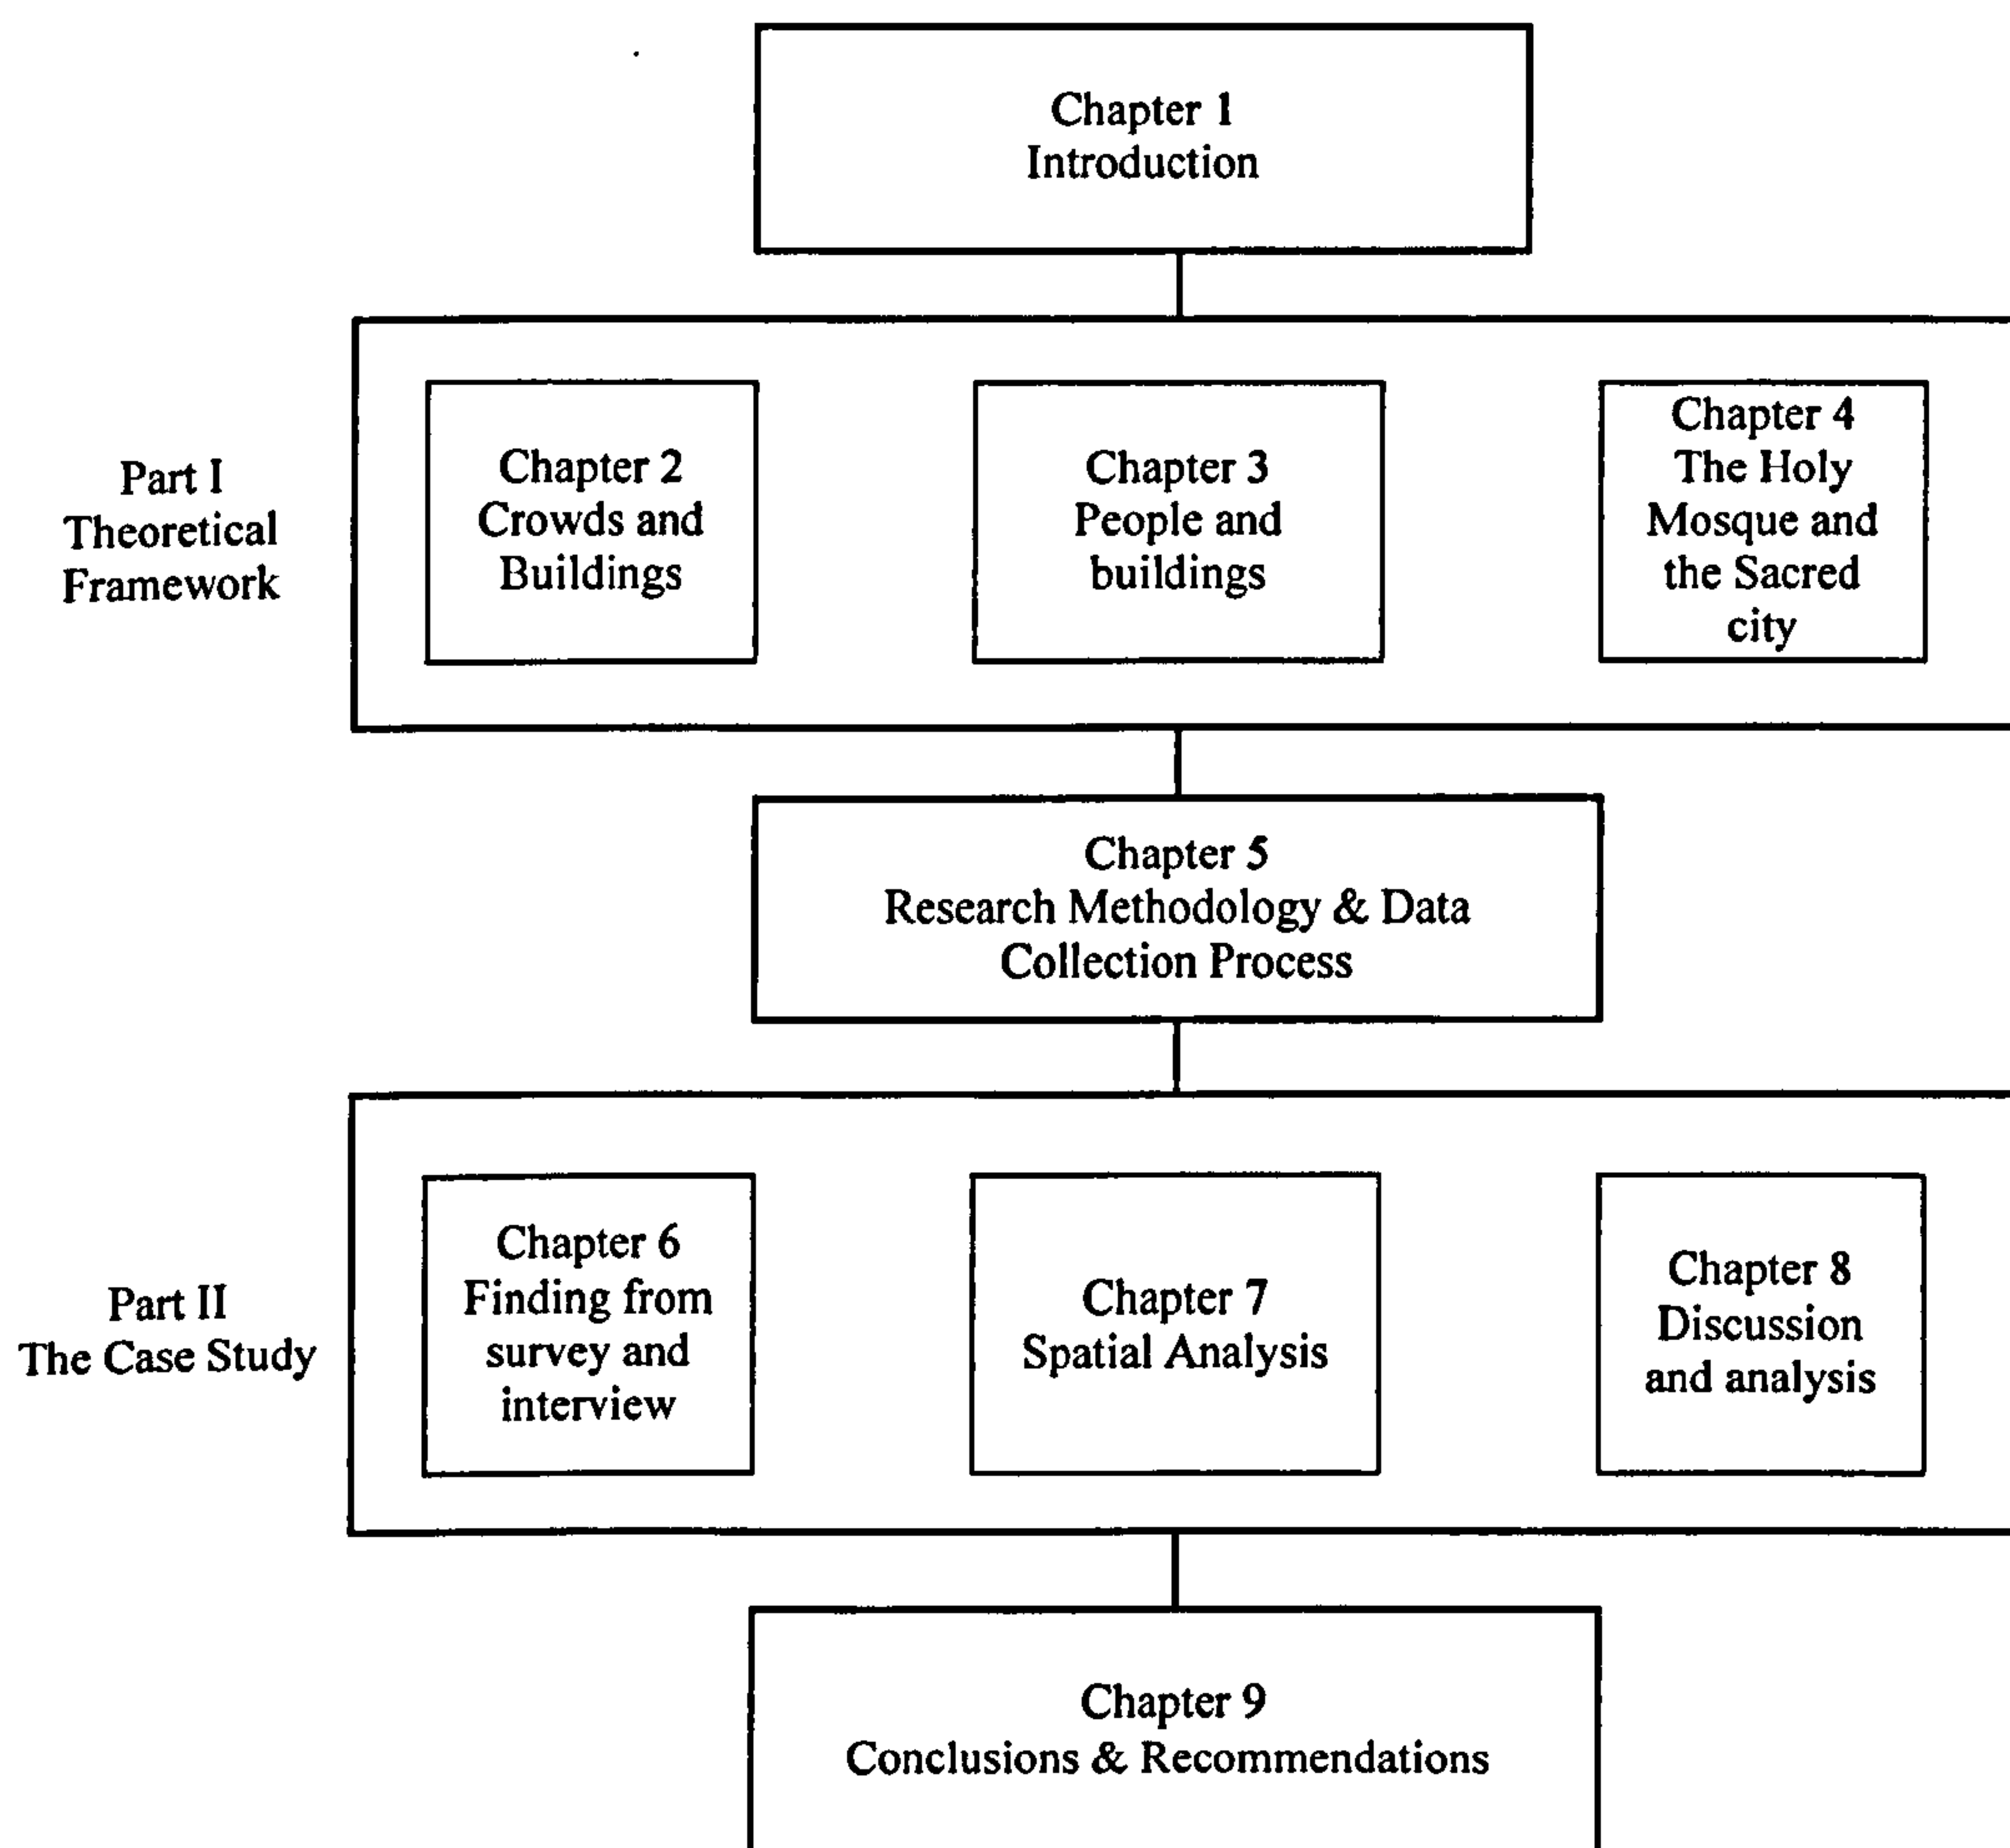 Chapter 1
Introduction
Part I
Theoretical
Framework
Chapter 2
Crowds and
Buildings
Chapter 3
People and
buildings
Chapter 4
The Holy
Mosque and
the Sacred
city
Chapter 5
Research Methodology & Data
Collection Process
Part II
The Case Study
Chapter 6
Finding from
survey and
interview
Chapter 7
Spatial Analysis
Chapter 8
Discussion
and analysis
Chapter 9
Conclusions & Recommendations